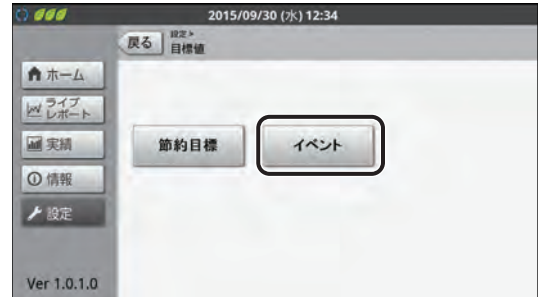 2015/09/30 (水) 12:34
戻る
設定>
目標値
ホーム
ライブ
レポート
実績
情報
設定
節約目標
イベント
Ver 1.0.1.0